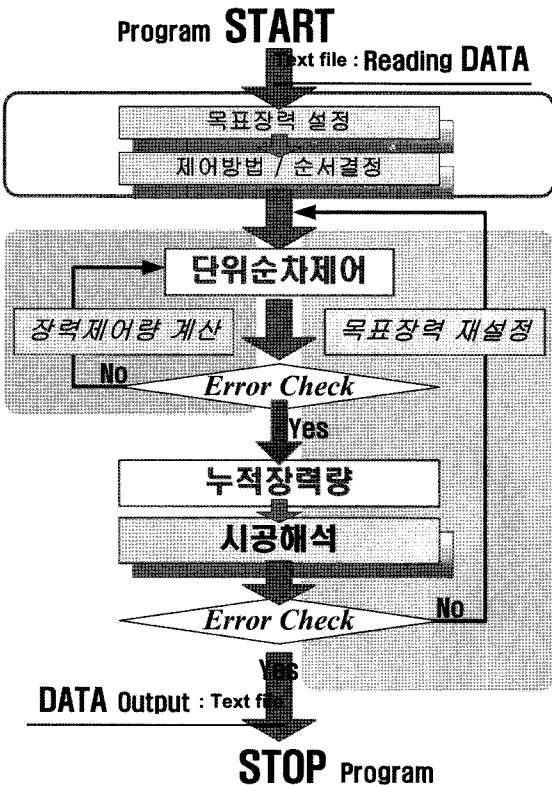 Program START
Text file : Reading DATA
목표장력 설정
제어방법 / 순서결정
단위순차제어
장력제어량 계산
목표장력 재설정
No
Error Check
Yes
누적장력량
시공해석
Error Check
No
Yes
DATA Output : Text file
STOP Program